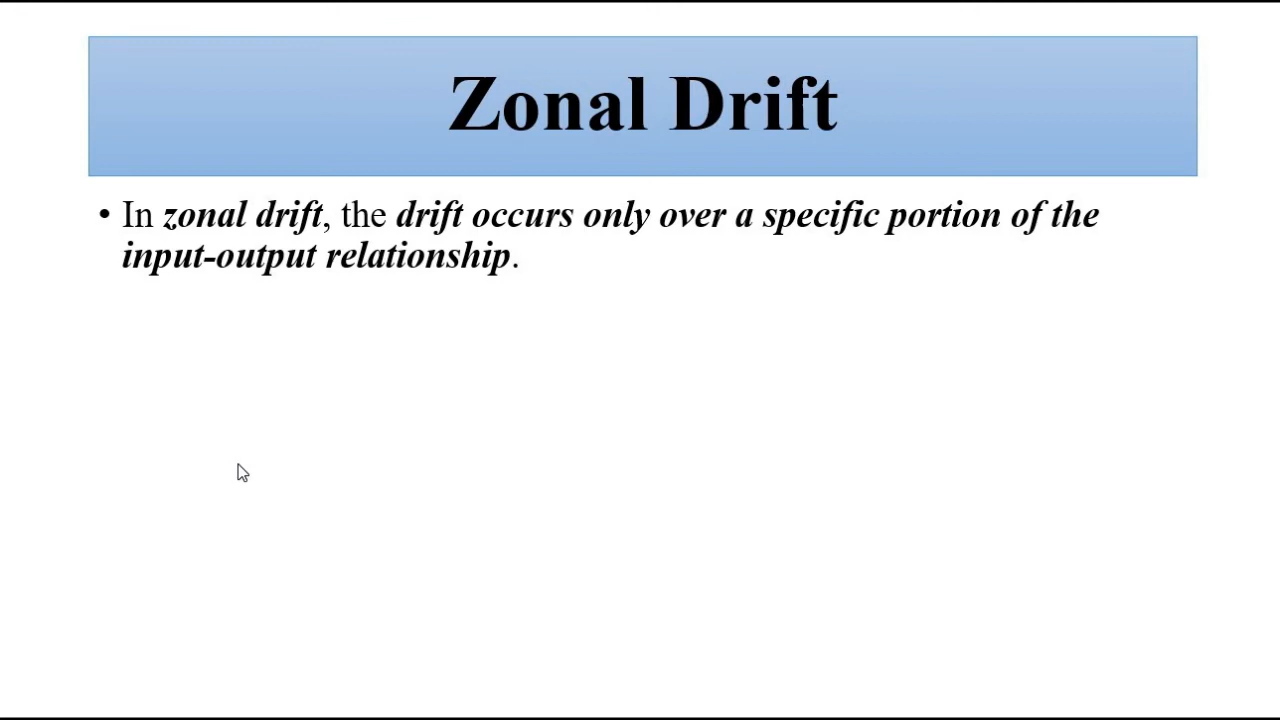 Zonal Drift
• In zonal drift, the drift occurs only over a specific portion of the
input-output relationship.